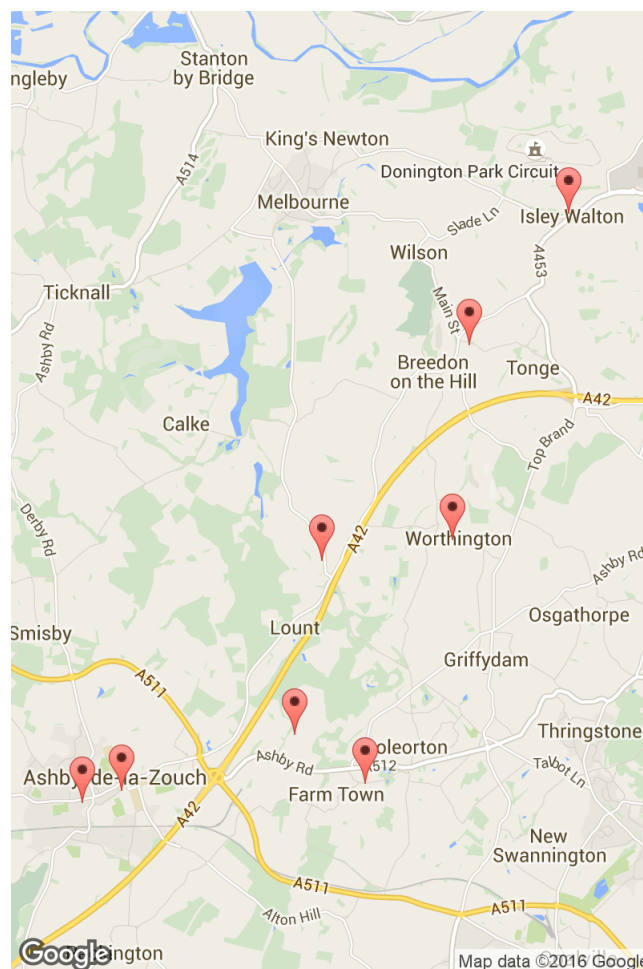 Stanton
by Bridge
ngleby
King's Newton
A514
Donington Park Circuit
Melbourne
Isley Walton
Slade Ln
Wilson
A453
Ticknall
Main St
Ashby Rd
Breedon
on the Hill
Tonge
A42
Calke
Top Brand
Derby Rd
A42
Worthington
Ashby Rd
Osgathorpe
Smisby
Lount
Griffydam
A511
Thringstone
oleorton
Ashby Rd
Talbot Ln
Farm Town
A42
New
Swannington
A511
A511
Alton Hill
Google
Map data ©2016 Google